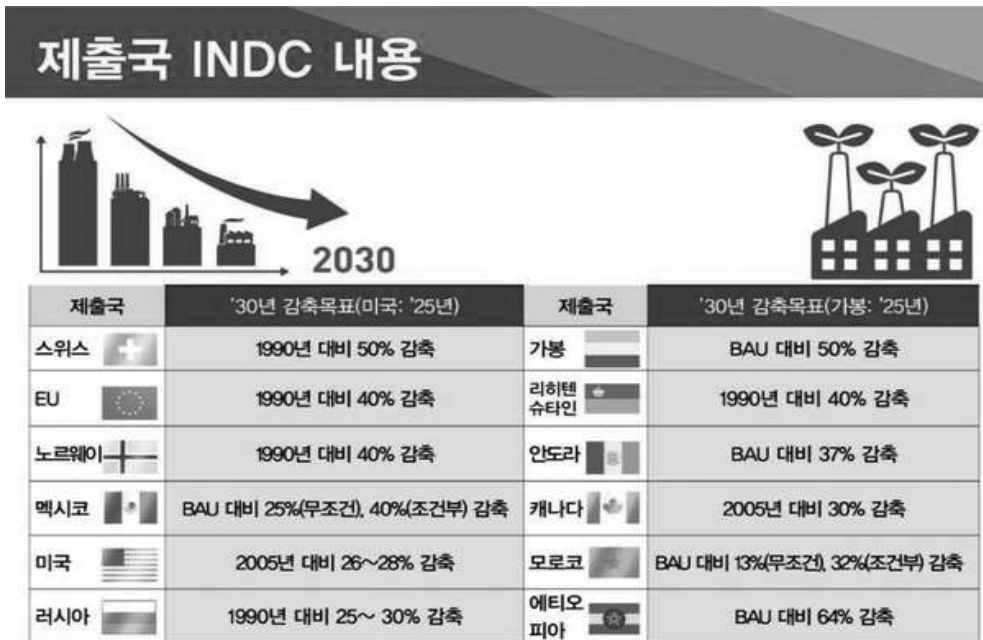 제출국 INDC 내용
2030
제출국 '30년 감축목표(미국: '25년) 제출국 '30년 감축목표(가봉: '25년)
스위스 1990년 대비 50% 감축 가봉 BAU 대비 50% 감축
EU 1990년 대비 40% 감축 리히텐슈타인 1990년 대비 40% 감축
노르웨이 1990년 대비 40% 감축 안도라 BAU 대비 37% 감축
멕시코 BAU 대비 25%(무조건), 40%(조건부) 감축 캐나다 2005년 대비 30% 감축
미국 2005년 대비 26~28% 감축 모로코 BAU 대비 13%(무조건), 32%(조건부) 감축
러시아 1990년 대비 25~ 30% 감축 에티오피아 BAU 대비 64% 감축